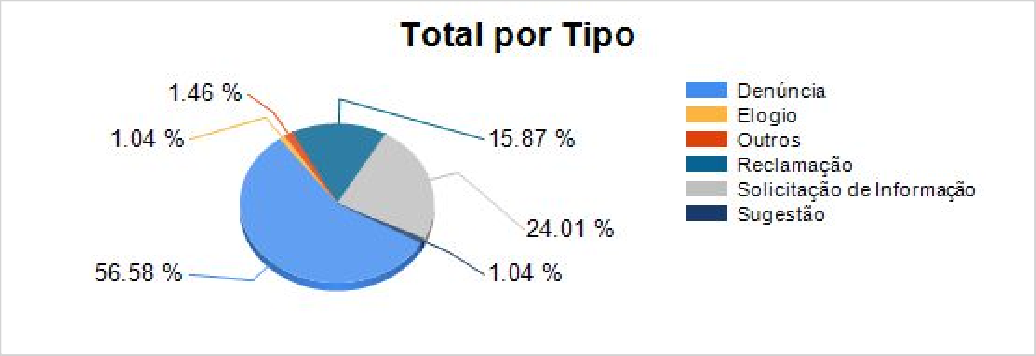 Total por Tipo
1.46 %
1.04 %
15.87 %
24.01 %
1.04 %
56.58 %
Denúncia
Elogio
Outros
Reclamação
Solicitação de Informação
Sugestão